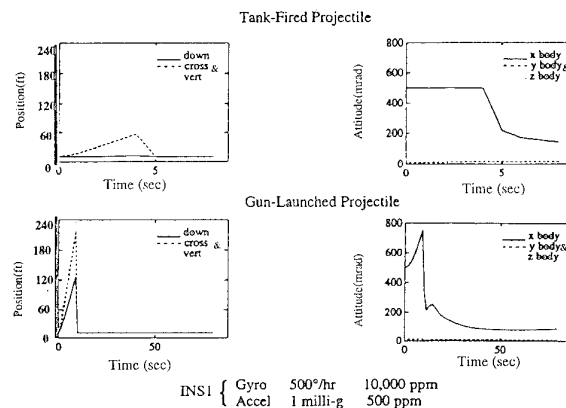 Tank-Fired Projectile
Position(ft)
240
180
120
60
0
down
cross &
vert
5
Time (sec)
Attitude(mrad)
800
600
400
200
0
x body
y body &
z body
5
Time (sec)
Gun-Launched Projectile
Position(ft)
240
180
120
60
0
down
cross &
vert
0
50
Time (sec)
Attitude(mrad)
800
600
400
200
0
x body
y body&
z body
0
50
Time (sec)
INS1 { Gyro 500°/hr 10,000 ppm
Accel 1 milli-g 500 ppm